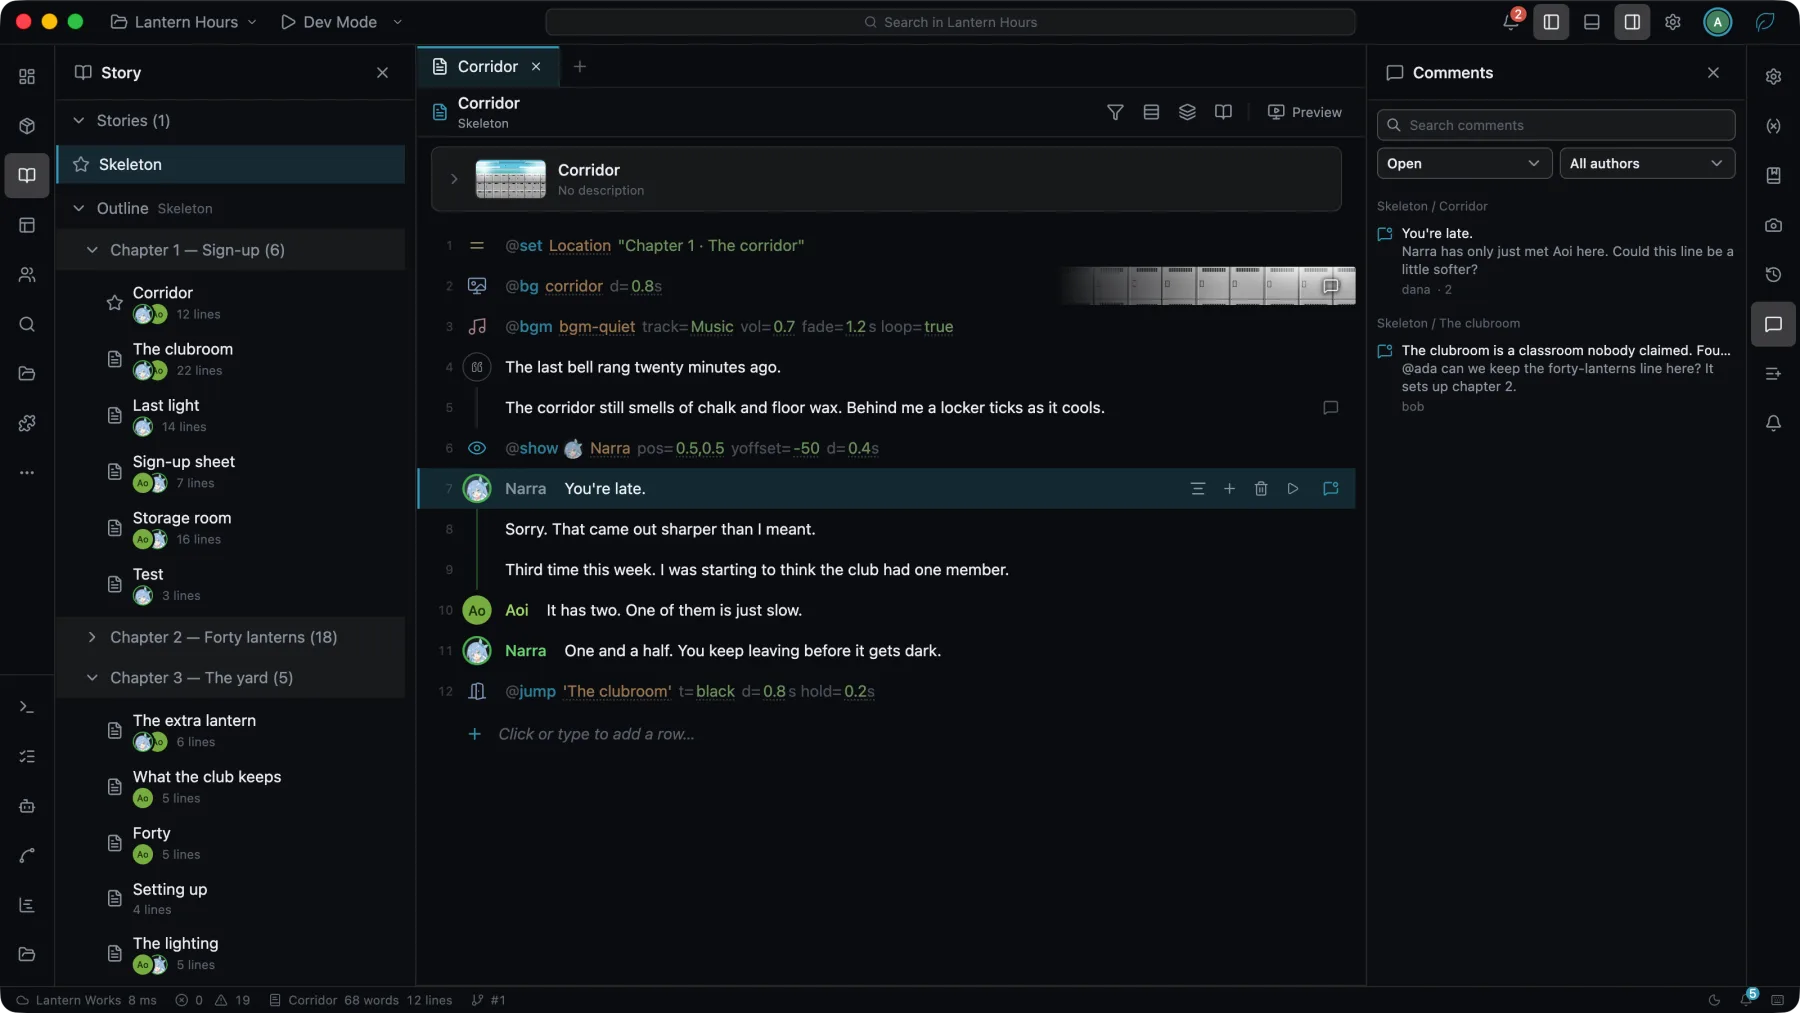 Lantern Hours
Dev Mode
Search in Lantern Hours
2
A
Story
Stories (1)
Skeleton
Outline Skeleton
Chapter 1 — Sign-up (6)
Corridor
Ao 12 lines
The clubroom
Ao 22 lines
Last light
14 lines
Sign-up sheet
Ao 7 lines
Storage room
Ao 16 lines
Test
3 lines
Chapter 2 — Forty lanterns (18)
Chapter 3 — The yard (5)
The extra lantern
Ao 6 lines
What the club keeps
Ao 5 lines
Forty
Ao 5 lines
Setting up
4 lines
The lighting
Ao 5 lines
Corridor
Corridor
Skeleton
Preview
Corridor
No description
1 @set Location "Chapter 1 · The corridor"
2 @bg corridor d=0.8s
3 @bgm bgm-quiet track=Music vol=0.7 fade=1.2s loop=true
4 The last bell rang twenty minutes ago.
5 The corridor still smells of chalk and floor wax. Behind me a locker ticks as it cools.
6 @show Narra pos=0.5,0.5 yoffset=-50 d=0.4s
7 Narra You're late.
8 Sorry. That came out sharper than I meant.
9 Third time this week. I was starting to think the club had one member.
10 Ao Aoi It has two. One of them is just slow.
11 Narra One and a half. You keep leaving before it gets dark.
12 @jump 'The clubroom' t=black d=0.8s hold=0.2s
Click or type to add a row...
Comments
Search comments
Open
All authors
Skeleton / Corridor
You're late.
Narra has only just met Aoi here. Could this line be a
little softer?
dana · 2
Skeleton / The clubroom
The clubroom is a classroom nobody claimed. Fou...
@ada can we keep the forty-lanterns line here? It
sets up chapter 2.
bob
Lantern Works 8 ms 0 19 Corridor 68 words 12 lines #1
5